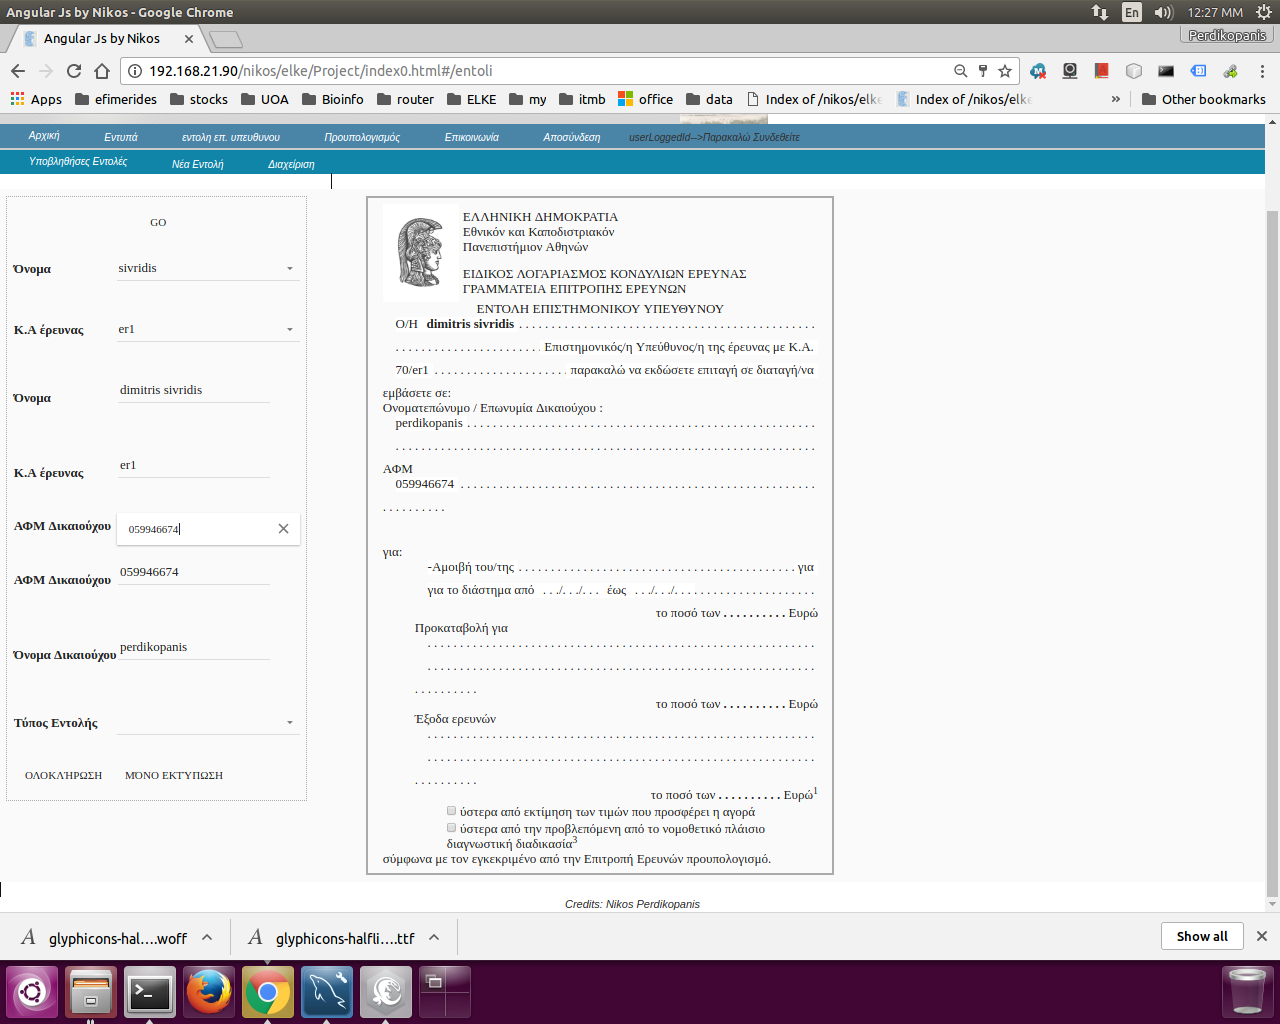 Angular Js by Nikos - Google Chrome
En
12:27 MM
Angular Js by Nikos
Perdikopanis
192.168.21.90/nikos/elke/Project/index0.html#/entoli
Apps efimerides stocks UOA Bioinfo router ELKE my itmb office data Index of /nikos/elke Index of /nikos/elke » Other bookmarks
Αρχική Εντυπά εντολη επ. υπευθυνου Προυπολογισμός Επικοινωνία Αποσύνδεση userLoggedId-->Παρακαλώ Συνδεθείτε
Υποβληθήσες Εντολές Νέα Εντολή Διαχείριση
GO
Όνομα sivridis
Κ.Α έρευνας er1
Όνομα dimitris sivridis
Κ.Α έρευνας er1
ΑΦΜ Δικαιούχου 059946674
ΑΦΜ Δικαιούχου 059946674
Όνομα Δικαιούχου perdikopanis
Τύπος Εντολής
ΟΛΟΚΛΉΡΩΣΗ ΜΌΝΟ ΕΚΤΎΠΩΣΗ
ΕΛΛΗΝΙΚΗ ΔΗΜΟΚΡΑΤΙΑ
Εθνικόν και Καποδιστριακόν
Πανεπιστήμιον Αθηνών
ΕΙΔΙΚΟΣ ΛΟΓΑΡΙΑΣΜΟΣ ΚΟΝΔΥΛΙΩΝ ΕΡΕΥΝΑΣ
ΓΡΑΜΜΑΤΕΙΑ ΕΠΙΤΡΟΠΗΣ ΕΡΕΥΝΩΝ
ΕΝΤΟΛΗ ΕΠΙΣΤΗΜΟΝΙΚΟΥ ΥΠΕΥΘΥΝΟΥ
Ο/Η dimitris sivridis . . . . . . . . . . . . . . . . . . . . . . . . . . . . . . . . . . . . . . . . . . . . . .
. . . . . . . . . . . . . . . . . . . . . . Επιστημονικός/η Υπεύθυνος/η της έρευνας με Κ.Α.
70/er1 . . . . . . . . . . . . . . . . . . . . . παρακαλώ να εκδώσετε επιταγή σε διαταγή/να
εμβάσετε σε:
Ονοματεπώνυμο / Επωνυμία Δικαιούχου :
perdikopanis . . . . . . . . . . . . . . . . . . . . . . . . . . . . . . . . . . . . . . . . . . . . . . . . . . . . . .
. . . . . . . . . . . . . . . . . . . . . . . . . . . . . . . . . . . . . . . . . . . . . . . . . . . . . . . . . . . . . . . . .
ΑΦΜ
059946674 . . . . . . . . . . . . . . . . . . . . . . . . . . . . . . . . . . . . . . . . . . . . . . . . . . . . . . .
. . . . . . . . . .
για:
-Αμοιβή του/της . . . . . . . . . . . . . . . . . . . . . . . . . . . . . . . . . . . . . . . . . . . για
για το διάστημα από . . ./. . ./. . . έως . . ./. . ./. . . . . . . . . . . . . . . . . . . . . .
το ποσό των . . . . . . . . . . Ευρώ
Προκαταβολή για
. . . . . . . . . . . . . . . . . . . . . . . . . . . . . . . . . . . . . . . . . . . . . . . . . . . . . . . . . . . .
. . . . . . . . . . . . . . . . . . . . . . . . . . . . . . . . . . . . . . . . . . . . . . . . . . . . . . . . . . . .
. . . . . . . . . .
το ποσό των . . . . . . . . . . Ευρώ
Έξοδα ερευνών
. . . . . . . . . . . . . . . . . . . . . . . . . . . . . . . . . . . . . . . . . . . . . . . . . . . . . . . . . . . .
. . . . . . . . . . . . . . . . . . . . . . . . . . . . . . . . . . . . . . . . . . . . . . . . . . . . . . . . . . . .
. . . . . . . . . .
το ποσό των . . . . . . . . . . Ευρώ1
ύστερα από εκτίμηση των τιμών που προσφέρει η αγορά
ύστερα από την προβλεπόμενη από το νομοθετικό πλάισιο
διαγνωστική διαδικασία3
σύμφωνα με τον εγκεκριμένο από την Επιτροπή Ερευνών προυπολογισμό.
Credits: Nikos Perdikopanis
glyphicons-hal....woff
glyphicons-halfli....ttf
Show all